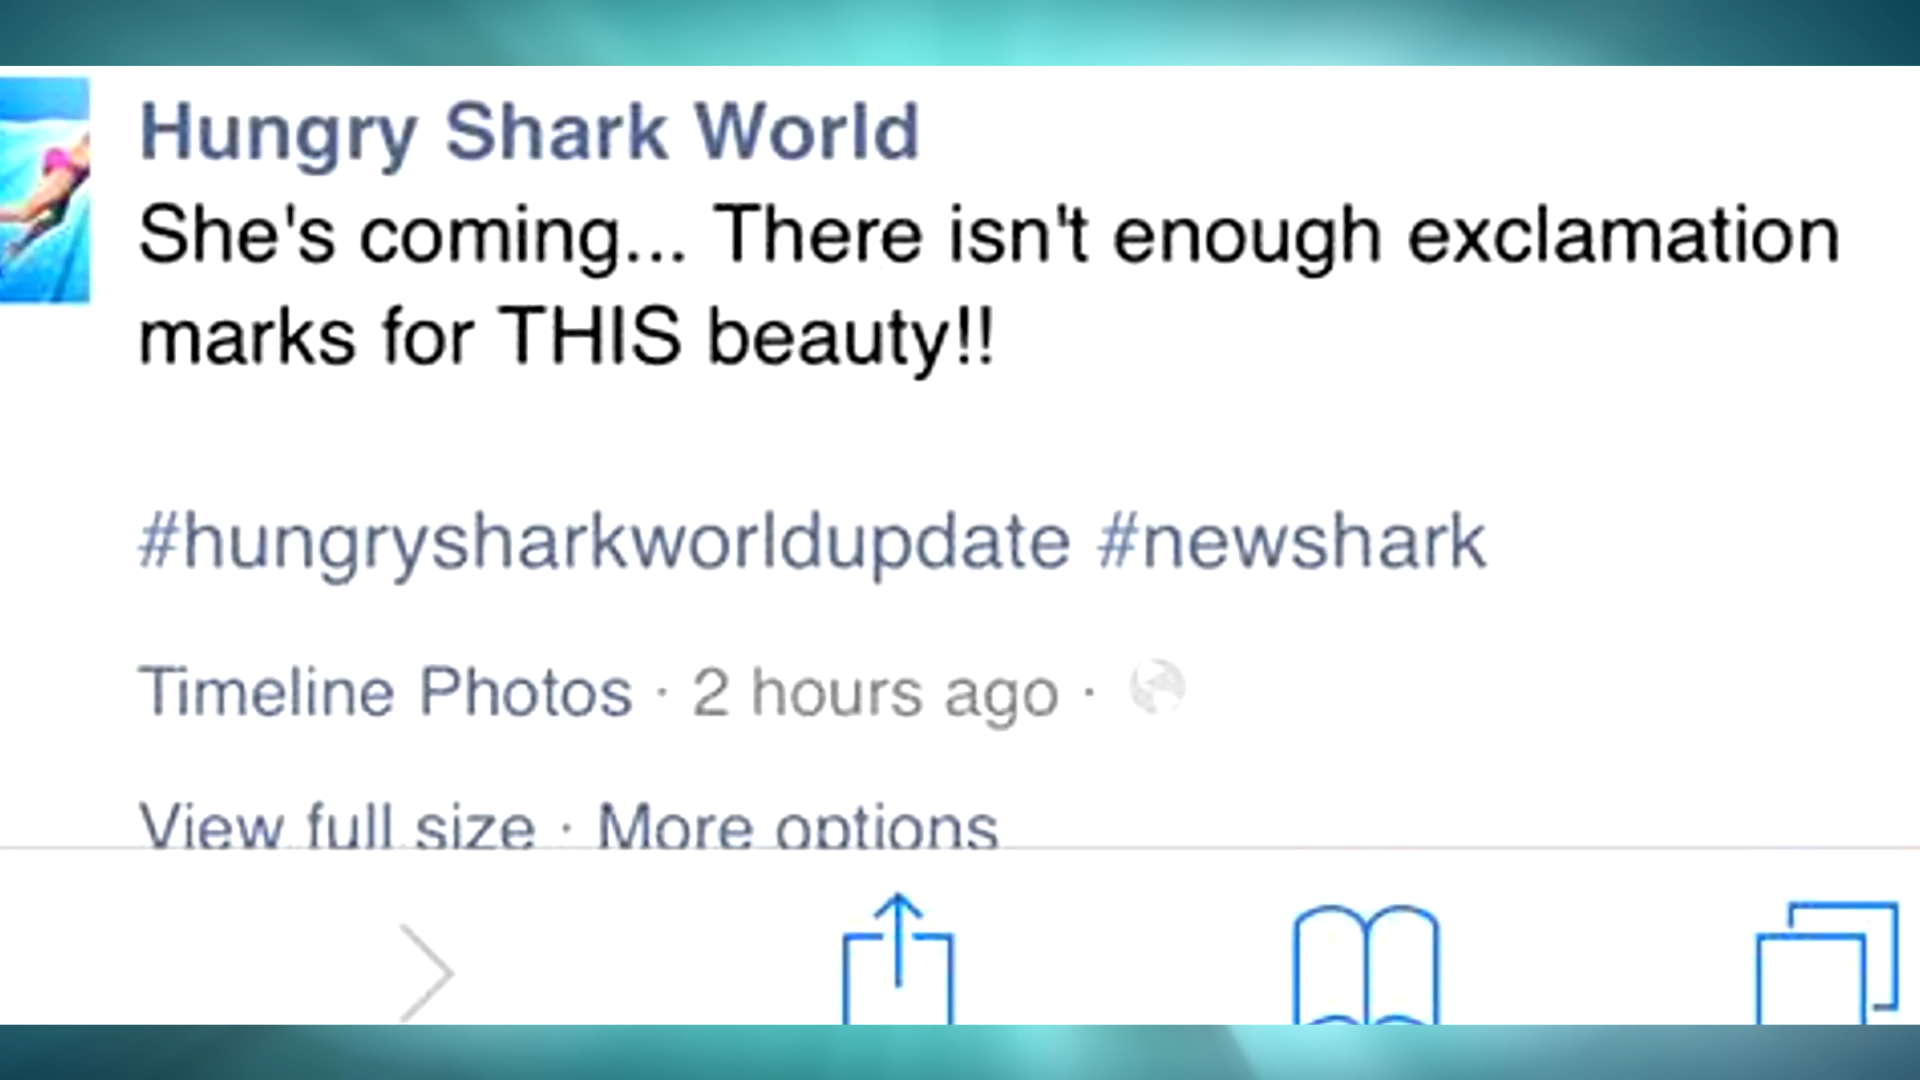 Hungry Shark World
She's coming... There isn't enough exclamation
marks for THIS beauty!!
#hungrysharkworldupdate #newshark
Timeline Photos · 2 hours ago ·
View full size · More options